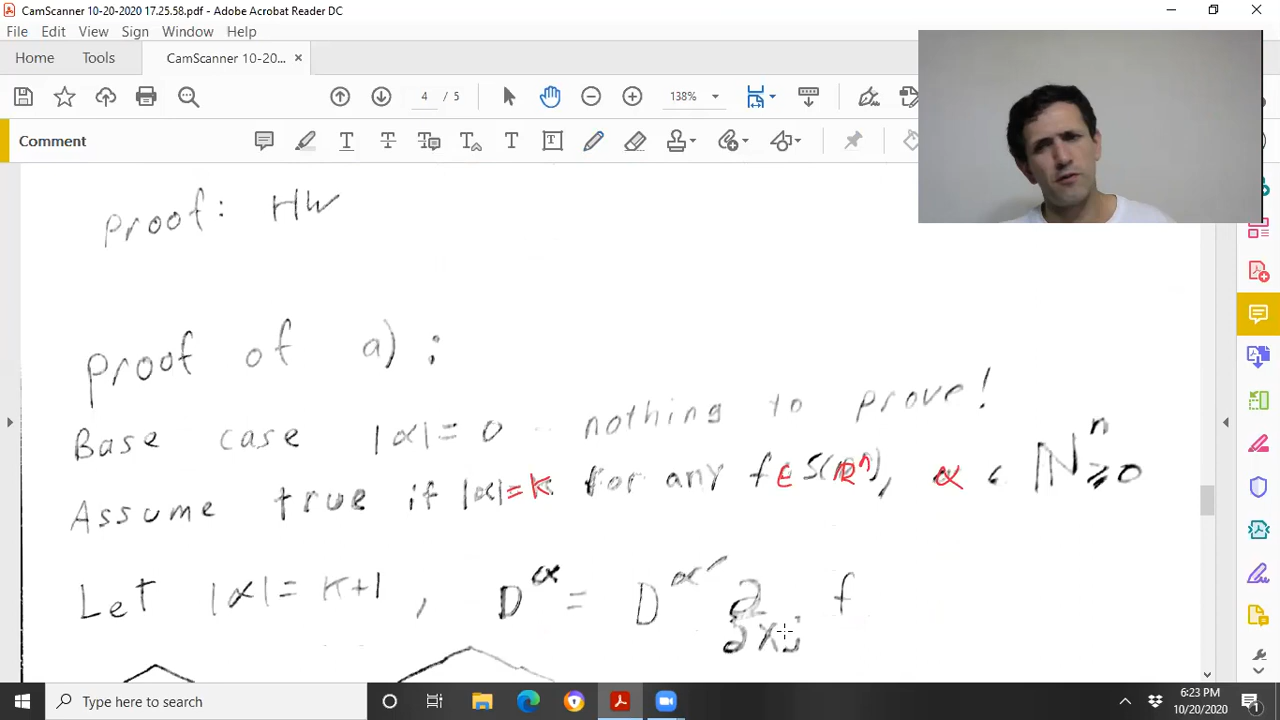 CamScanner 10-20-2020 17.25.58.pdf - Adobe Acrobat Reader DC
File Edit View Sign Window Help
Home Tools CamScanner 10-20... ×
4 / 5 138%
Comment
proof: HW
proof of a) :
Base case |α| = 0 nothing to prove!
Assume true if |α| = k for any f ∈ S(ℝⁿ), α ∈ ℕⁿ≥0
Let |α| = k+1 , D^α = D^α′ ∂/∂xj f
Type here to search
6:23 PM
10/20/2020